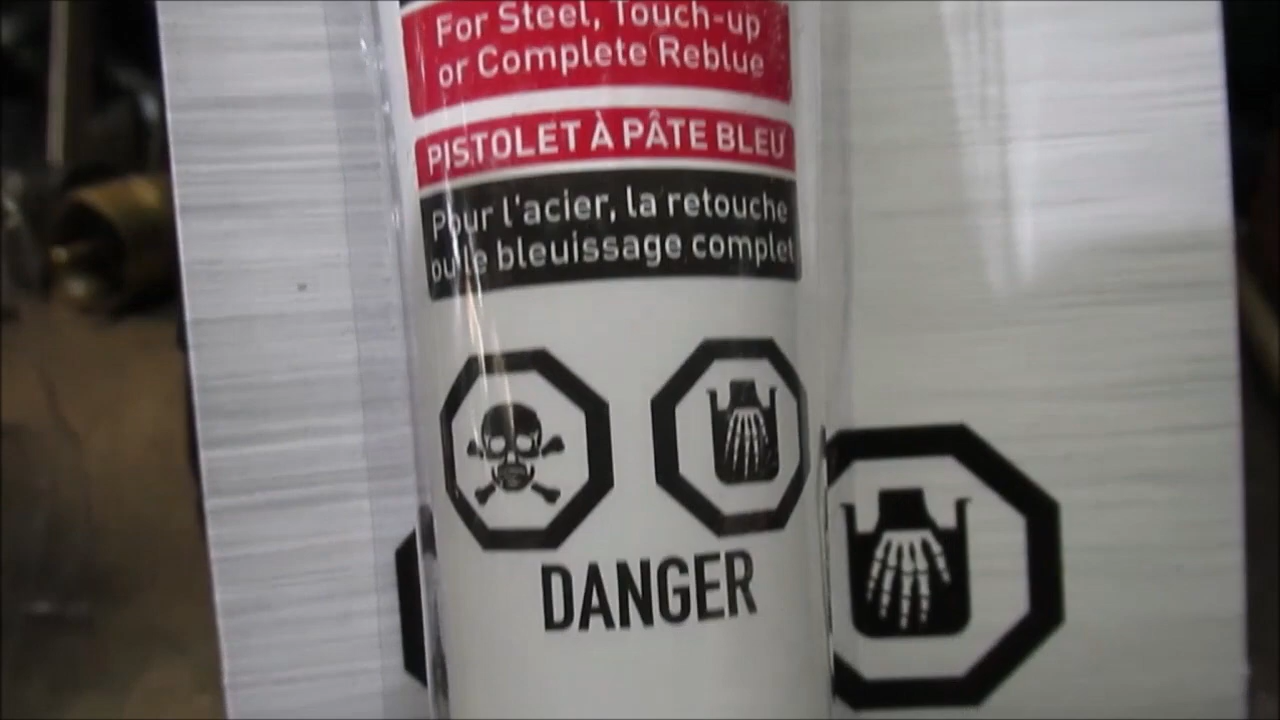 For Steel, Touch-up
or Complete Reblue
PISTOLET À PÂTE BLEU
Pour l'acier, la retouche
ou le bleuissage complet
DANGER